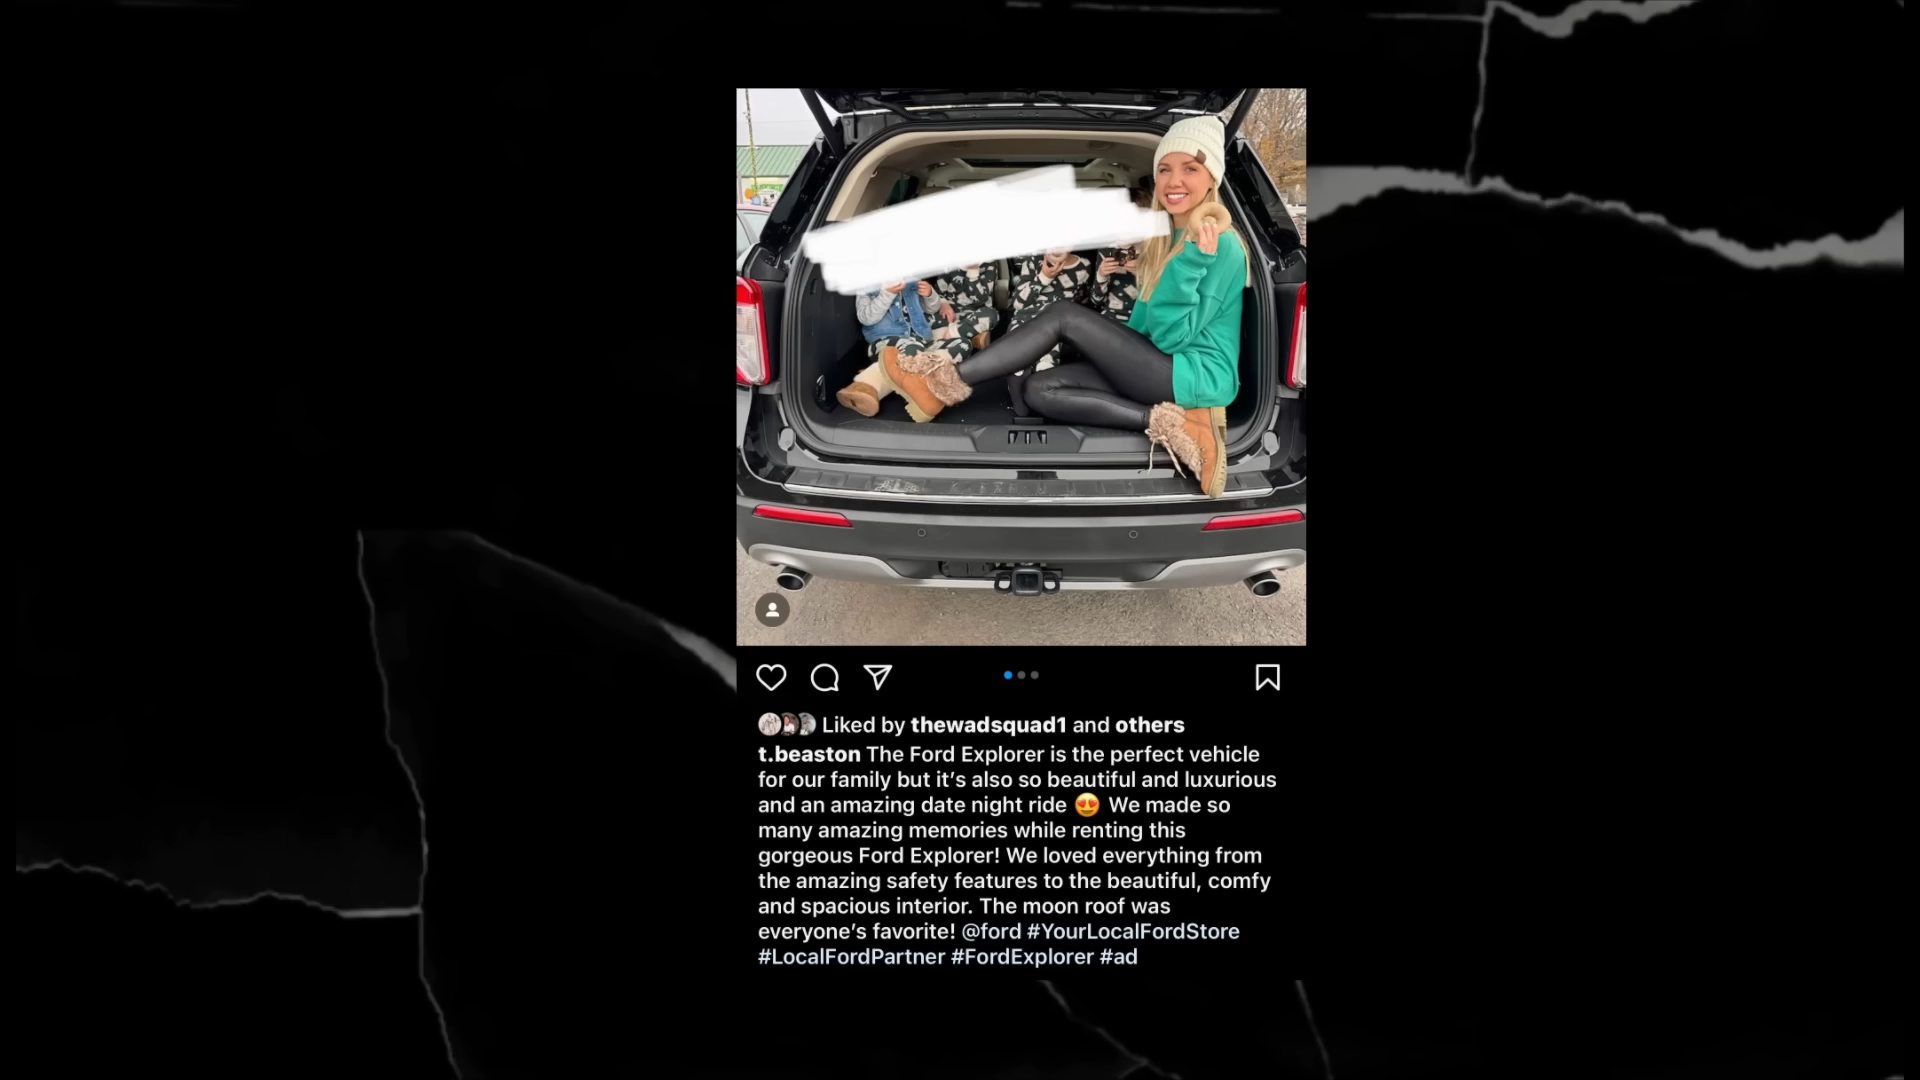 Liked by thewadsquad1 and others
t.beaston The Ford Explorer is the perfect vehicle
for our family but it's also so beautiful and luxurious
and an amazing date night ride 😍 We made so
many amazing memories while renting this
gorgeous Ford Explorer! We loved everything from
the amazing safety features to the beautiful, comfy
and spacious interior. The moon roof was
everyone's favorite! @ford #YourLocalFordStore
#LocalFordPartner #FordExplorer #ad